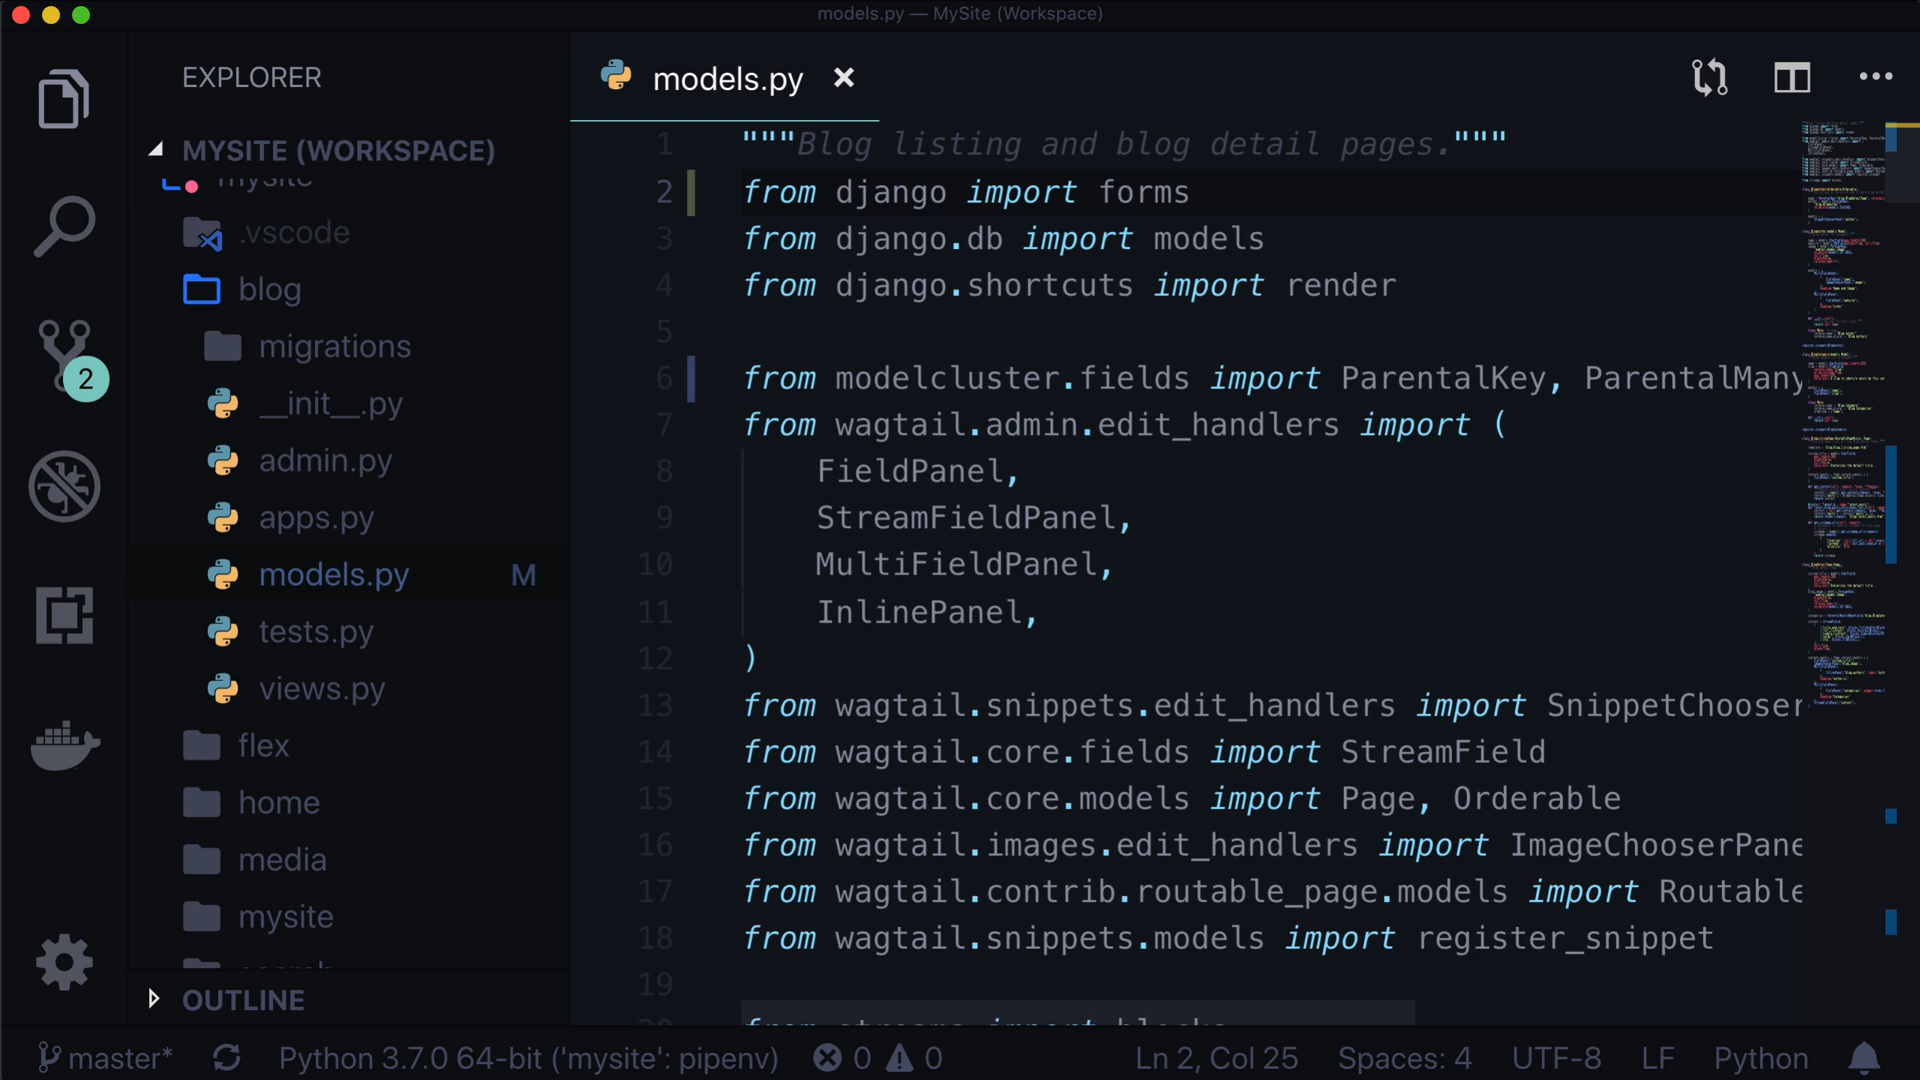 models.py — MySite (Workspace)
EXPLORER
MYSITE (WORKSPACE)
mysite
.vscode
blog
migrations
__init__.py
admin.py
apps.py
models.py M
tests.py
views.py
flex
home
media
mysite
search
OUTLINE
2
models.py
1 """Blog listing and blog detail pages."""
2 from django import forms
3 from django.db import models
4 from django.shortcuts import render
5
6 from modelcluster.fields import ParentalKey, ParentalMany
7 from wagtail.admin.edit_handlers import (
8 FieldPanel,
9 StreamFieldPanel,
10 MultiFieldPanel,
11 InlinePanel,
12 )
13 from wagtail.snippets.edit_handlers import SnippetChooser
14 from wagtail.core.fields import StreamField
15 from wagtail.core.models import Page, Orderable
16 from wagtail.images.edit_handlers import ImageChooserPane
17 from wagtail.contrib.routable_page.models import Routable
18 from wagtail.snippets.models import register_snippet
19
20 from streams import blocks
master* Python 3.7.0 64-bit ('mysite': pipenv) 0 0 Ln 2, Col 25 Spaces: 4 UTF-8 LF Python